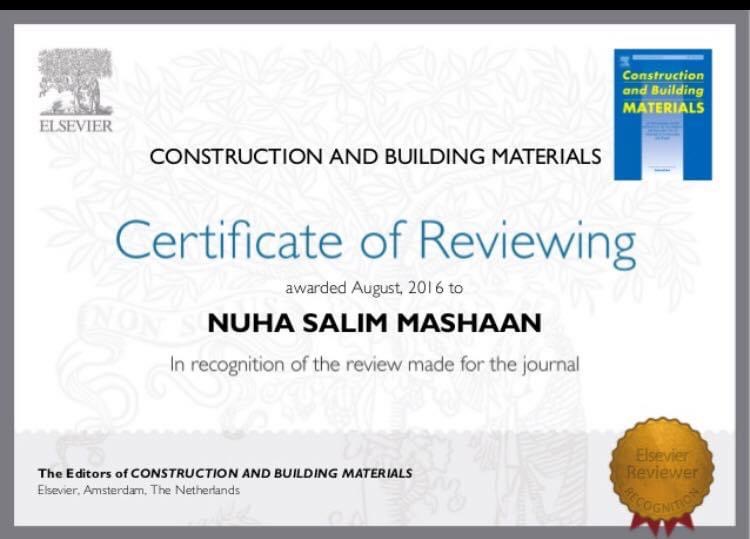 ELSEVIER
Construction
and Building
MATERIALS
CONSTRUCTION AND BUILDING MATERIALS
Certificate of Reviewing
awarded August, 2016 to
NUHA SALIM MASHAAN
In recognition of the review made for the journal
NON SOLUS
The Editors of CONSTRUCTION AND BUILDING MATERIALS
Elsevier, Amsterdam, The Netherlands
Elsevier
Reviewer
RECOGNITION